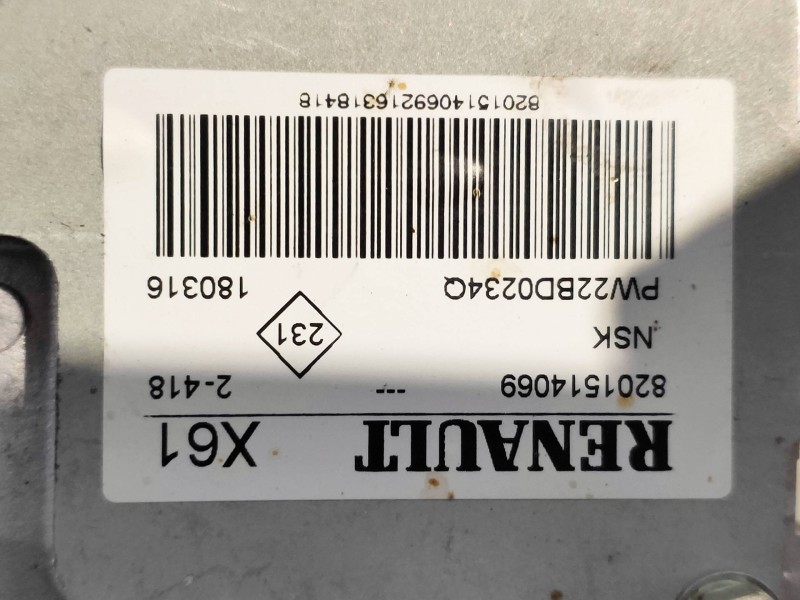 RENAULT X61
8201514069 --- 2-418
NSK 231
PW22BD0234Q 180316
8201514069216318418